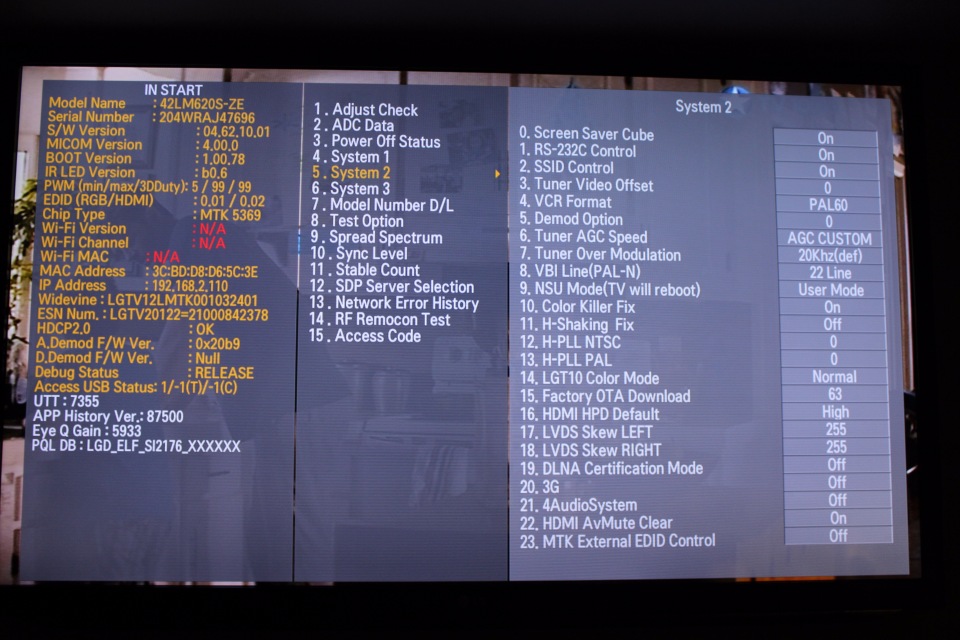 IN START
Model Name : 42LM620S-ZE
Serial Number : 204WRAJ47696
S/W Version : 04.62.10.01
MICOM Version : 4.00.0
BOOT Version : 1.00.78
IR LED Version : b0.6
PWM (min/max/3DDuty): 5 / 99 / 99
EDID (RGB/HDMI) : 0.01 / 0.02
Chip Type : MTK 5369
Wi-Fi Version : N/A
Wi-Fi Channel : N/A
Wi-Fi MAC : N/A
MAC Address : 3C:BD:D8:D6:5C:3E
IP Address : 192.168.2.110
Widevine : LGTV12LMTK001032401
ESN Num. : LGTV20122=21000842378
HDCP2.0 : OK
A.Demod F/W Ver. : 0x20b9
D.Demod F/W Ver. : Null
Debug Status : RELEASE
Access USB Status: 1/-1(T)/-1(C)
UTT : 7355
APP History Ver.: 87500
Eye Q Gain : 5933
PQL DB : LGD_ELF_SI2176_XXXXXX
1 . Adjust Check
2 . ADC Data
3 . Power Off Status
4 . System 1
5 . System 2
6 . System 3
7 . Model Number D/L
8 . Test Option
9 . Spread Spectrum
10 . Sync Level
11 . Stable Count
12 . SDP Server Selection
13 . Network Error History
14 . RF Remocon Test
15 . Access Code
System 2
0. Screen Saver Cube On
1. RS-232C Control On
2. SSID Control On
3. Tuner Video Offset 0
4. VCR Format PAL60
5. Demod Option 0
6. Tuner AGC Speed AGC CUSTOM
7. Tuner Over Modulation 20Khz(def)
8. VBI Line(PAL-N) 22 Line
9. NSU Mode(TV will reboot) User Mode
10. Color Killer Fix On
11. H-Shaking Fix Off
12. H-PLL NTSC 0
13. H-PLL PAL 0
14. LGT10 Color Mode Normal
15. Factory OTA Download 63
16. HDMI HPD Default High
17. LVDS Skew LEFT 255
18. LVDS Skew RIGHT 255
19. DLNA Certification Mode Off
20. 3G Off
21. 4AudioSystem Off
22. HDMI AvMute Clear On
23. MTK External EDID Control Off